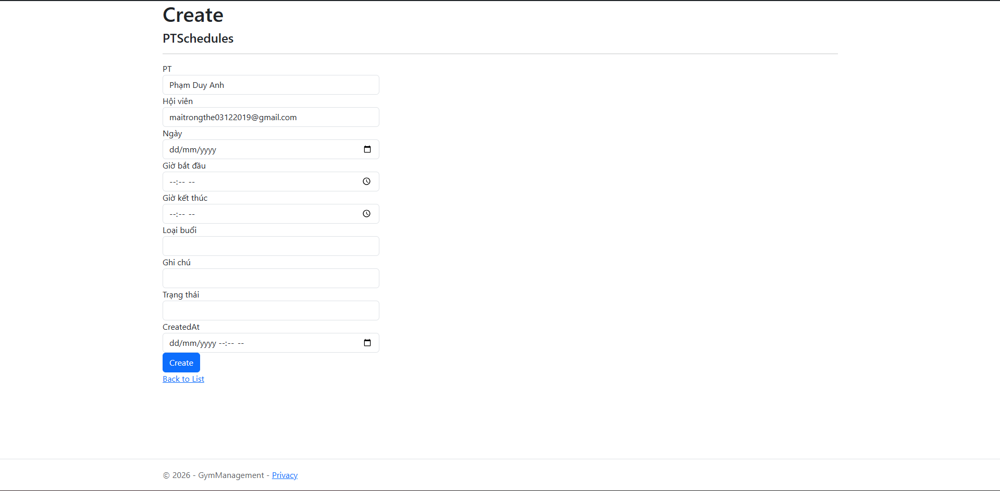 Create
PTSchedules
PT
Phạm Duy Anh
Hội viên
maitrongthe03122019@gmail.com
Ngày
dd/mm/yyyy
Giờ bắt đầu
--:-- --
Giờ kết thúc
--:-- --
Loại buổi
Ghi chú
Trạng thái
CreatedAt
dd/mm/yyyy --:-- --
Create
Back to List
© 2026 - GymManagement - Privacy